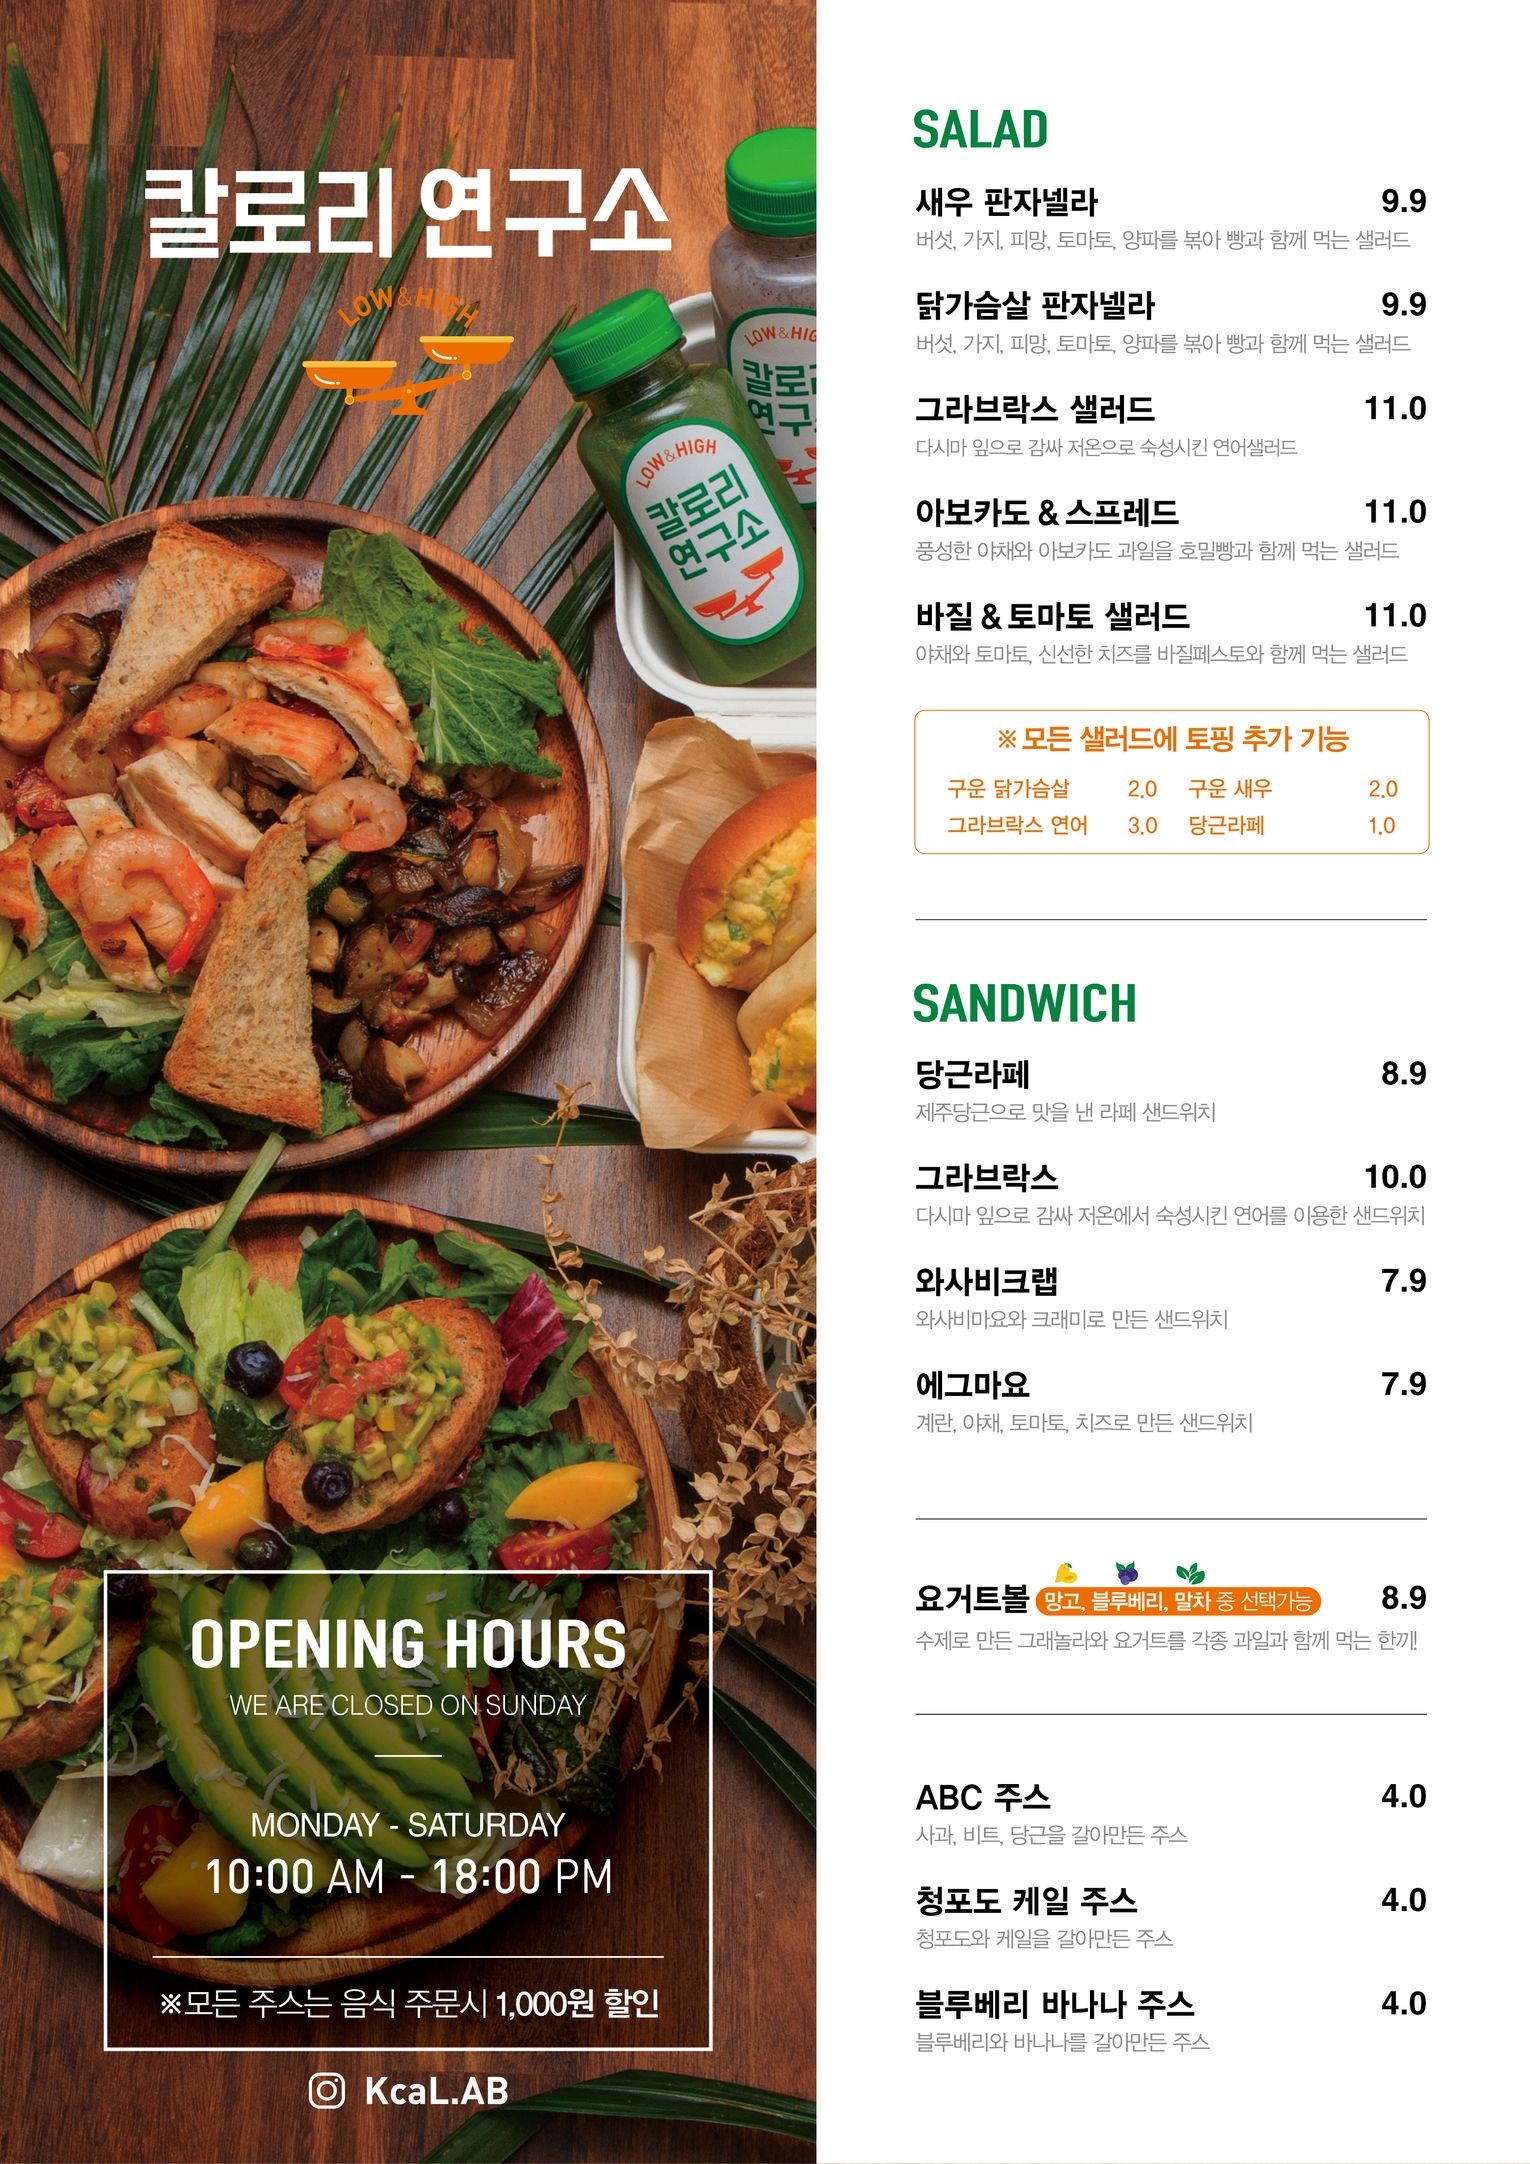 칼로리 연구소
LOW&HIGH
LOW&HIGH
칼로리
연구소
LOW&HIG
칼로
연구
OPENING HOURS
WE ARE CLOSED ON SUNDAY
MONDAY - SATURDAY
10:00 AM - 18:00 PM
※모든 주스는 음식 주문시 1,000원 할인
KcaL.AB
SALAD
새우 판자넬라 9.9
버섯, 가지, 피망, 토마토, 양파를 볶아 빵과 함께 먹는 샐러드
닭가슴살 판자넬라 9.9
버섯, 가지, 피망, 토마토, 양파를 볶아 빵과 함께 먹는 샐러드
그라브락스 샐러드 11.0
다시마 잎으로 감싸 저온으로 숙성시킨 연어샐러드
아보카도 & 스프레드 11.0
풍성한 야채와 아보카도 과일을 호밀빵과 함께 먹는 샐러드
바질 & 토마토 샐러드 11.0
야채와 토마토, 신선한 치즈를 바질페스토와 함께 먹는 샐러드
※ 모든 샐러드에 토핑 추가 기능
구운 닭가슴살 2.0 구운 새우 2.0
그라브락스 연어 3.0 당근라페 1.0
SANDWICH
당근라페 8.9
제주당근으로 맛을 낸 라페 샌드위치
그라브락스 10.0
다시마 잎으로 감싸 저온에서 숙성시킨 연어를 이용한 샌드위치
와사비크랩 7.9
와사비마요와 크래미로 만든 샌드위치
에그마요 7.9
계란, 야채, 토마토, 치즈로 만든 샌드위치
요거트볼 망고, 블루베리, 말차 중 선택가능 8.9
수제로 만든 그래놀라와 요거트를 각종 과일과 함께 먹는 한끼!
ABC 주스 4.0
사과, 비트, 당근을 갈아만든 주스
청포도 케일 주스 4.0
청포도와 케일을 갈아만든 주스
블루베리 바나나 주스 4.0
블루베리와 바나나를 갈아만든 주스